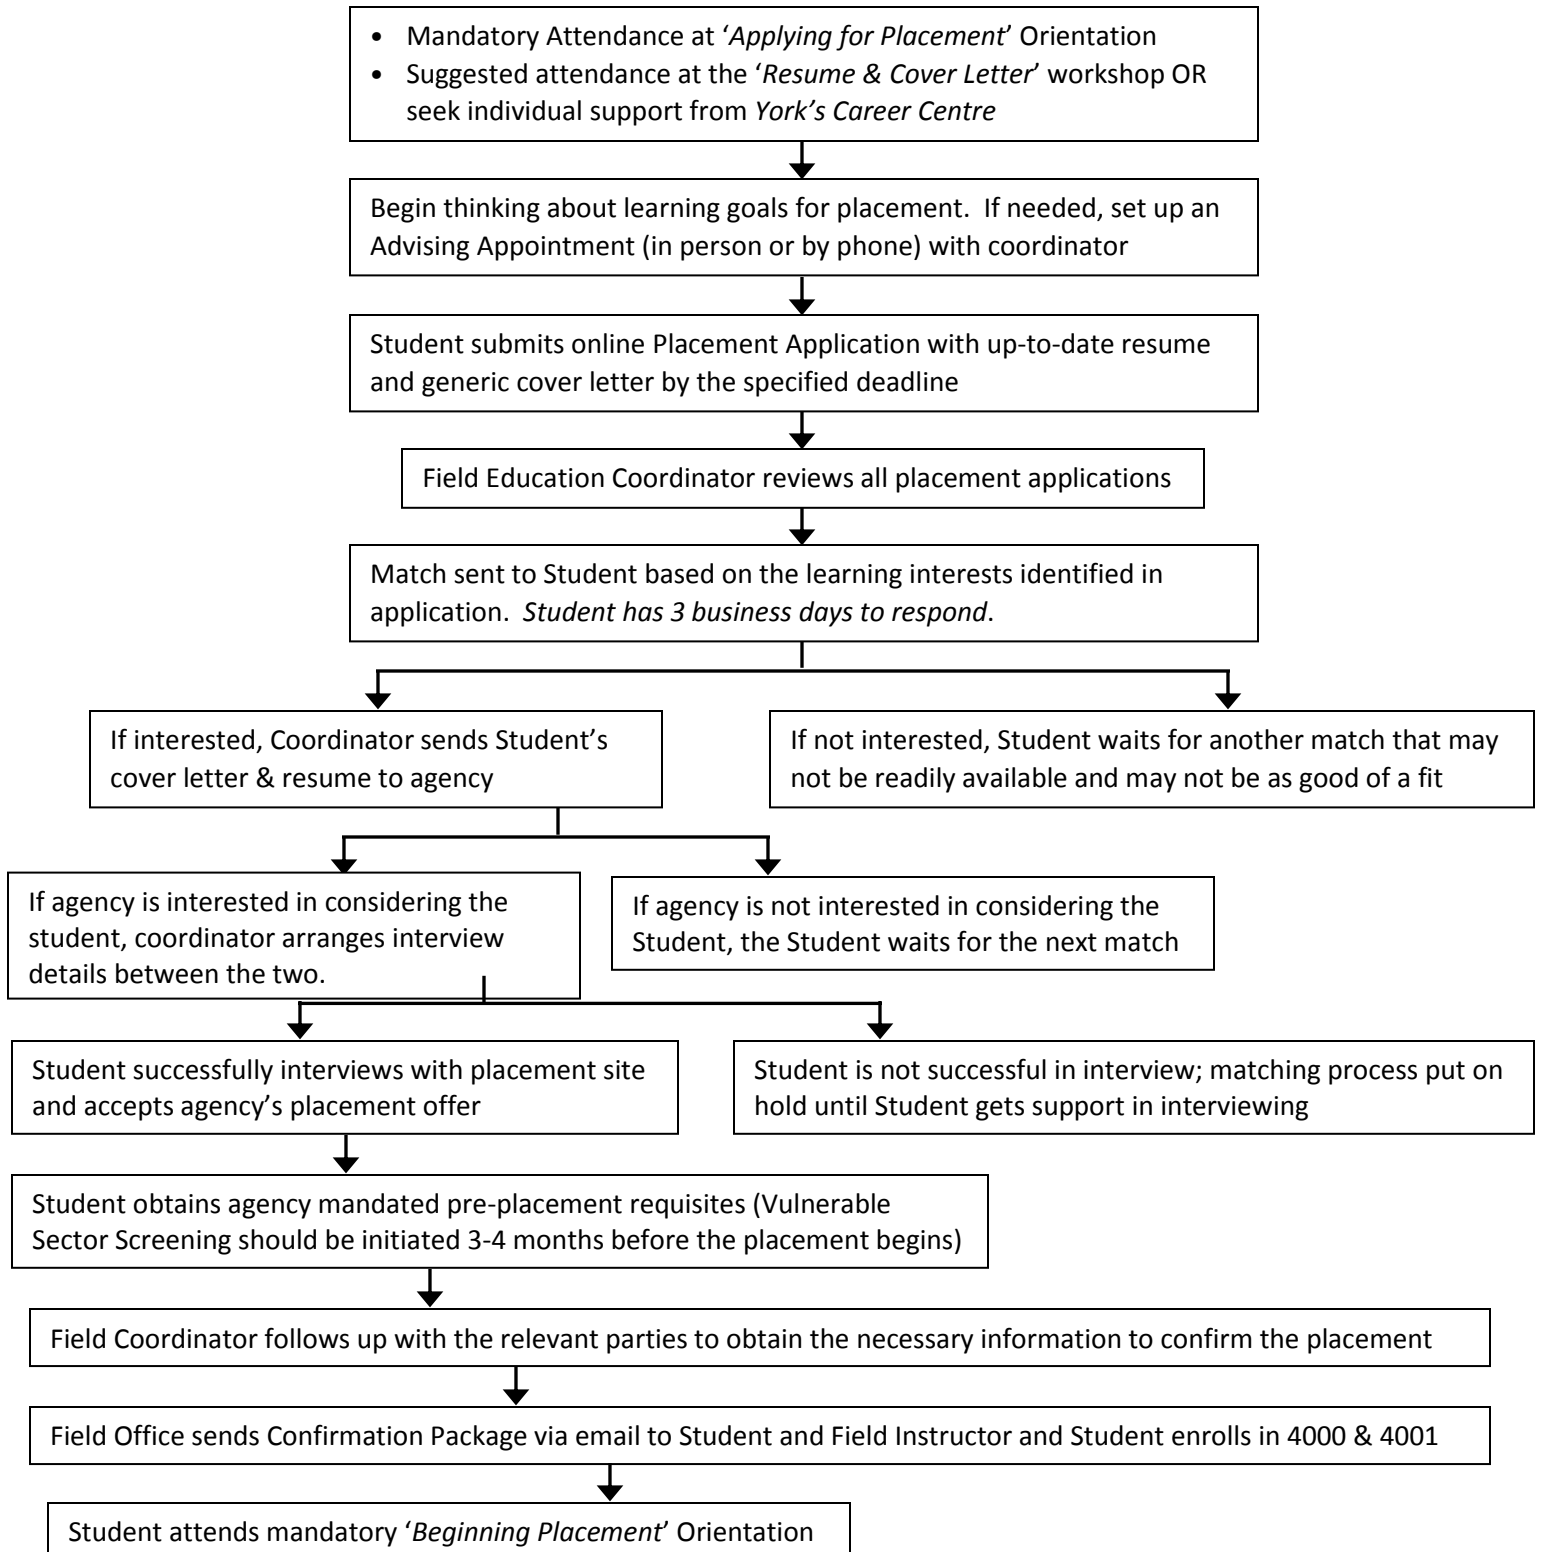 • Mandatory Attendance at ‘Applying for Placement’ Orientation
• Suggested attendance at the ‘Resume & Cover Letter’ workshop OR
seek individual support from York’s Career Centre
Begin thinking about learning goals for placement.  If needed, set up an
Advising Appointment (in person or by phone) with coordinator
Student submits online Placement Application with up-to-date resume
and generic cover letter by the specified deadline
Field Education Coordinator reviews all placement applications
Match sent to Student based on the learning interests identified in
application.  Student has 3 business days to respond.
If interested, Coordinator sends Student’s
cover letter & resume to agency
If not interested, Student waits for another match that may
not be readily available and may not be as good of a fit
If agency is interested in considering the
student, coordinator arranges interview
details between the two.
If agency is not interested in considering the
Student, the Student waits for the next match
Student successfully interviews with placement site
and accepts agency’s placement offer
Student is not successful in interview; matching process put on
hold until Student gets support in interviewing
Student obtains agency mandated pre-placement requisites (Vulnerable
Sector Screening should be initiated 3-4 months before the placement begins)
Field Coordinator follows up with the relevant parties to obtain the necessary information to confirm the placement
Field Office sends Confirmation Package via email to Student and Field Instructor and Student enrolls in 4000 & 4001
Student attends mandatory ‘Beginning Placement’ Orientation